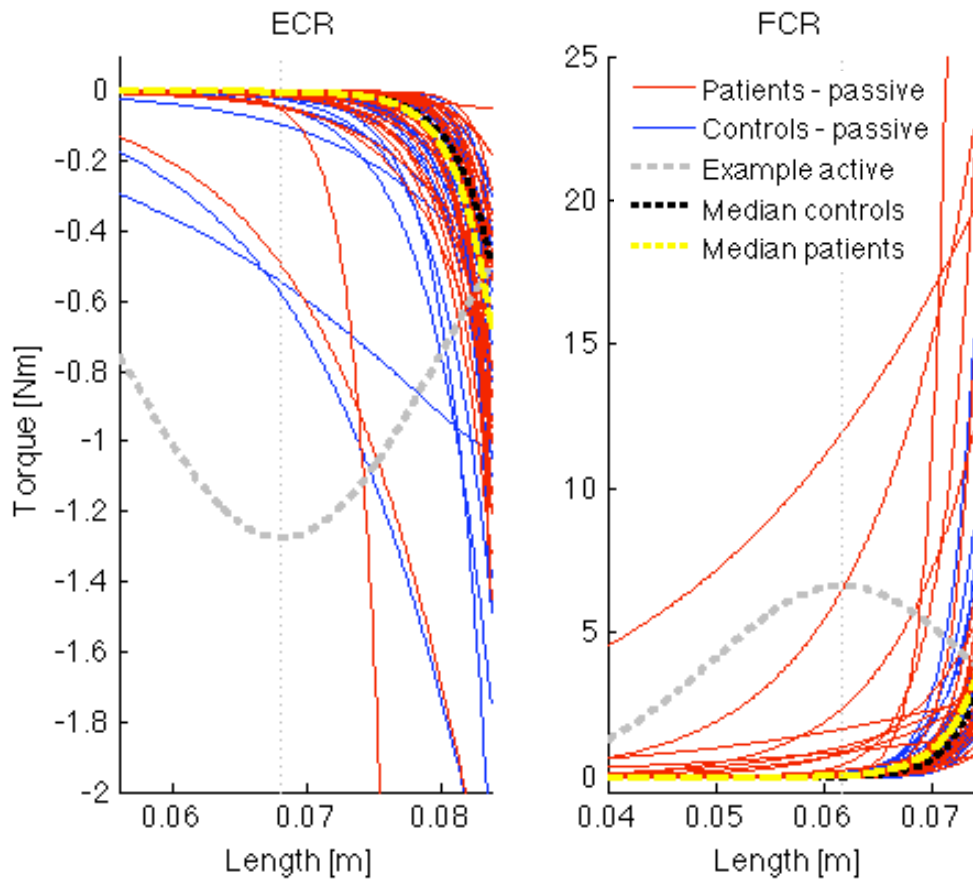 ECR
FCR
0
-0.2
-0.4
-0.6
-0.8
-1
-1.2
-1.4
-1.6
-1.8
-2
Torque [Nm]
0.06 0.07 0.08
Length [m]
25
20
15
10
5
0
Patients - passive
Controls - passive
Example active
Median controls
Median patients
0.04 0.05 0.06 0.07
Length [m]